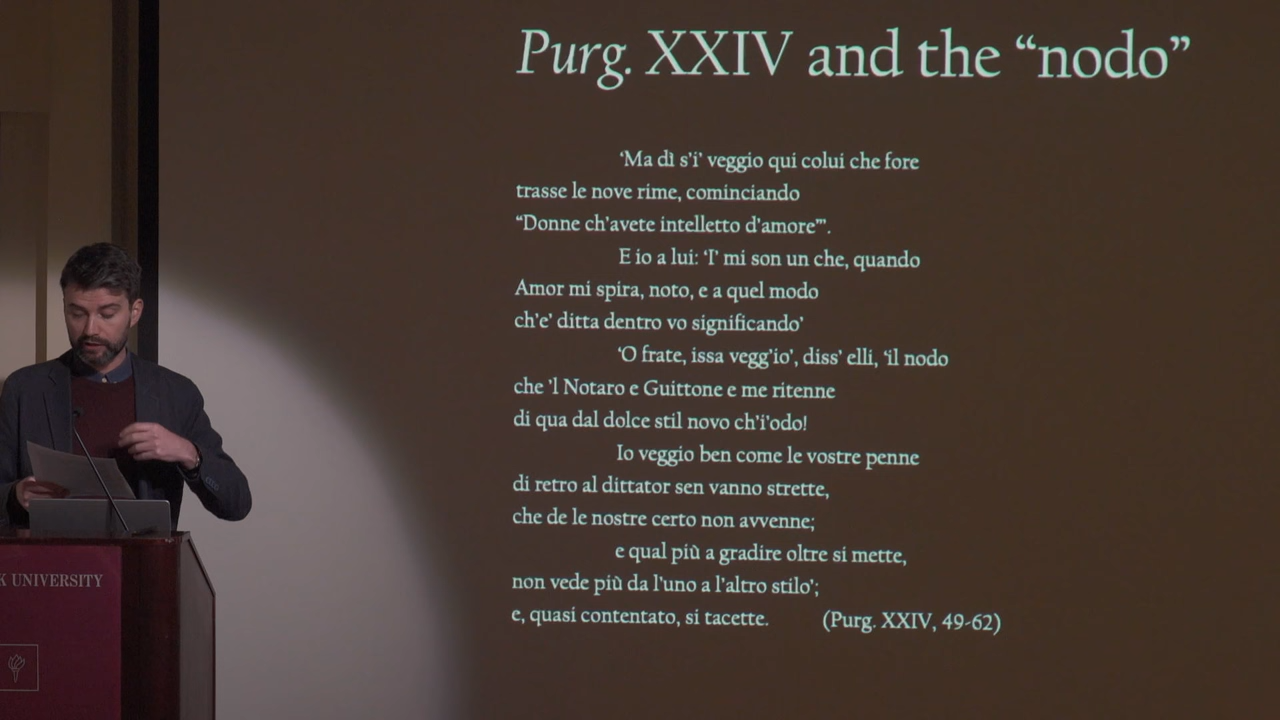 Purg. XXIV and the “nodo”
‘Ma dì s’i’ veggio qui colui che fore
trasse le nove rime, cominciando
“Donne ch’avete intelletto d’amore”’.
E io a lui: ‘I’ mi son un che, quando
Amor mi spira, noto, e a quel modo
ch’e’ ditta dentro vo significando’
‘O frate, issa vegg’io’, diss’ elli, ‘il nodo
che ’l Notaro e Guittone e me ritenne
di qua dal dolce stil novo ch’i’odo!
Io veggio ben come le vostre penne
di retro al dittator sen vanno strette,
che de le nostre certo non avvenne;
e qual più a gradire oltre si mette,
non vede più da l’uno a l’altro stilo’;
e, quasi contentato, si tacette. (Purg. XXIV, 49-62)
K UNIVERSITY